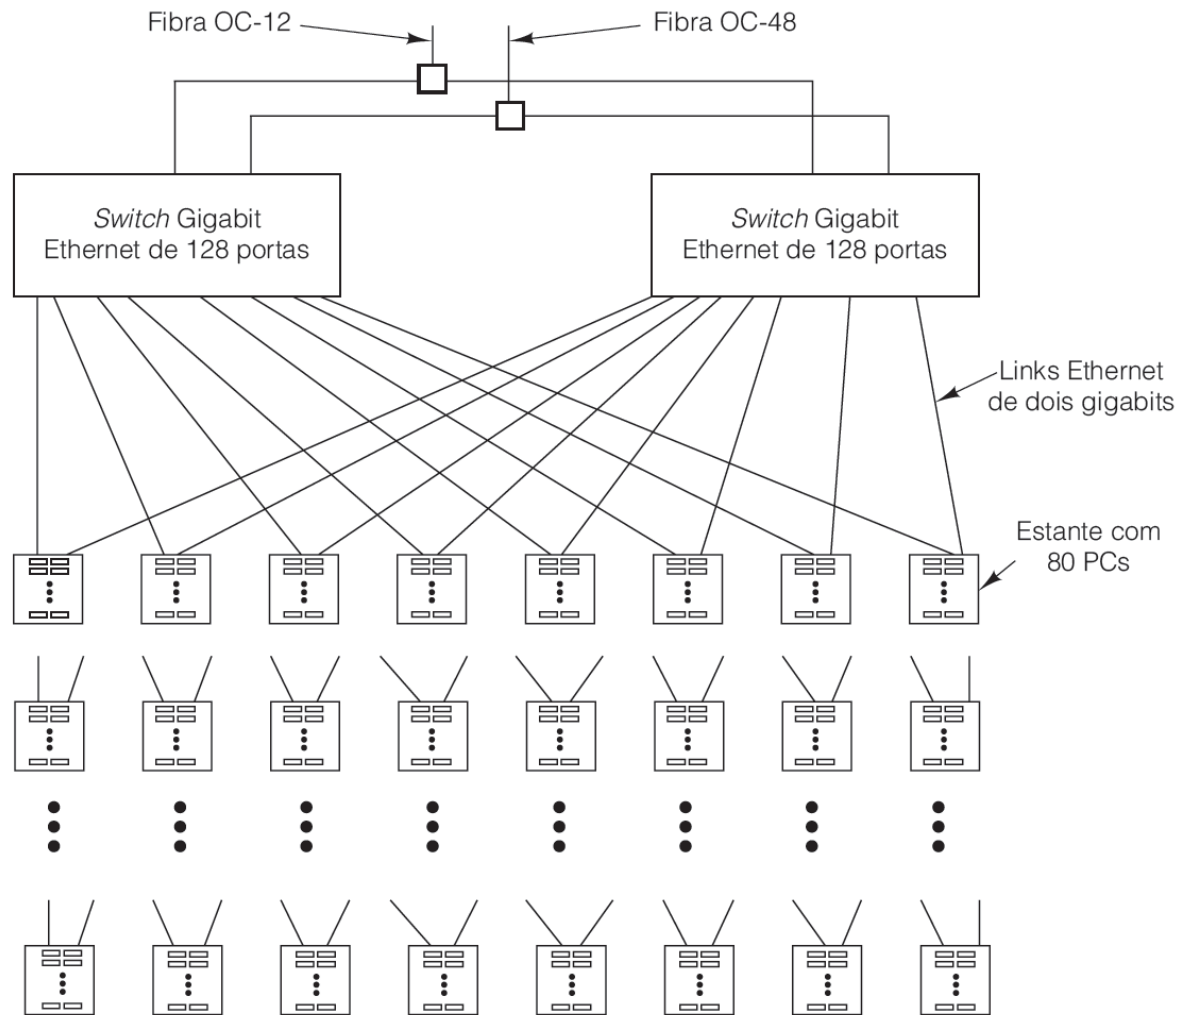 Fibra OC-12
Fibra OC-48
Switch Gigabit
Ethernet de 128 portas
Switch Gigabit
Ethernet de 128 portas
Links Ethernet
de dois gigabits
Estante com
80 PCs